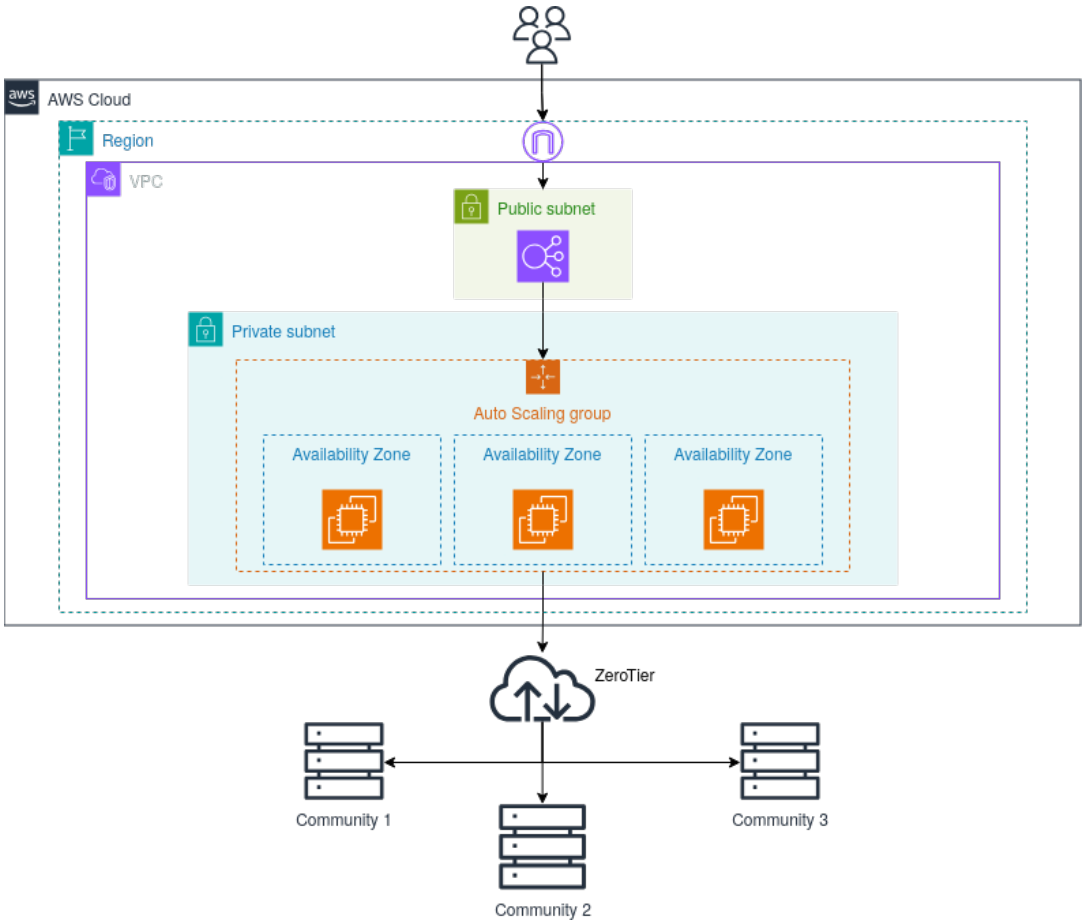 aws
AWS Cloud
Region
VPC
Public subnet
Private subnet
Auto Scaling group
Availability Zone
Availability Zone
Availability Zone
ZeroTier
Community 1
Community 3
Community 2